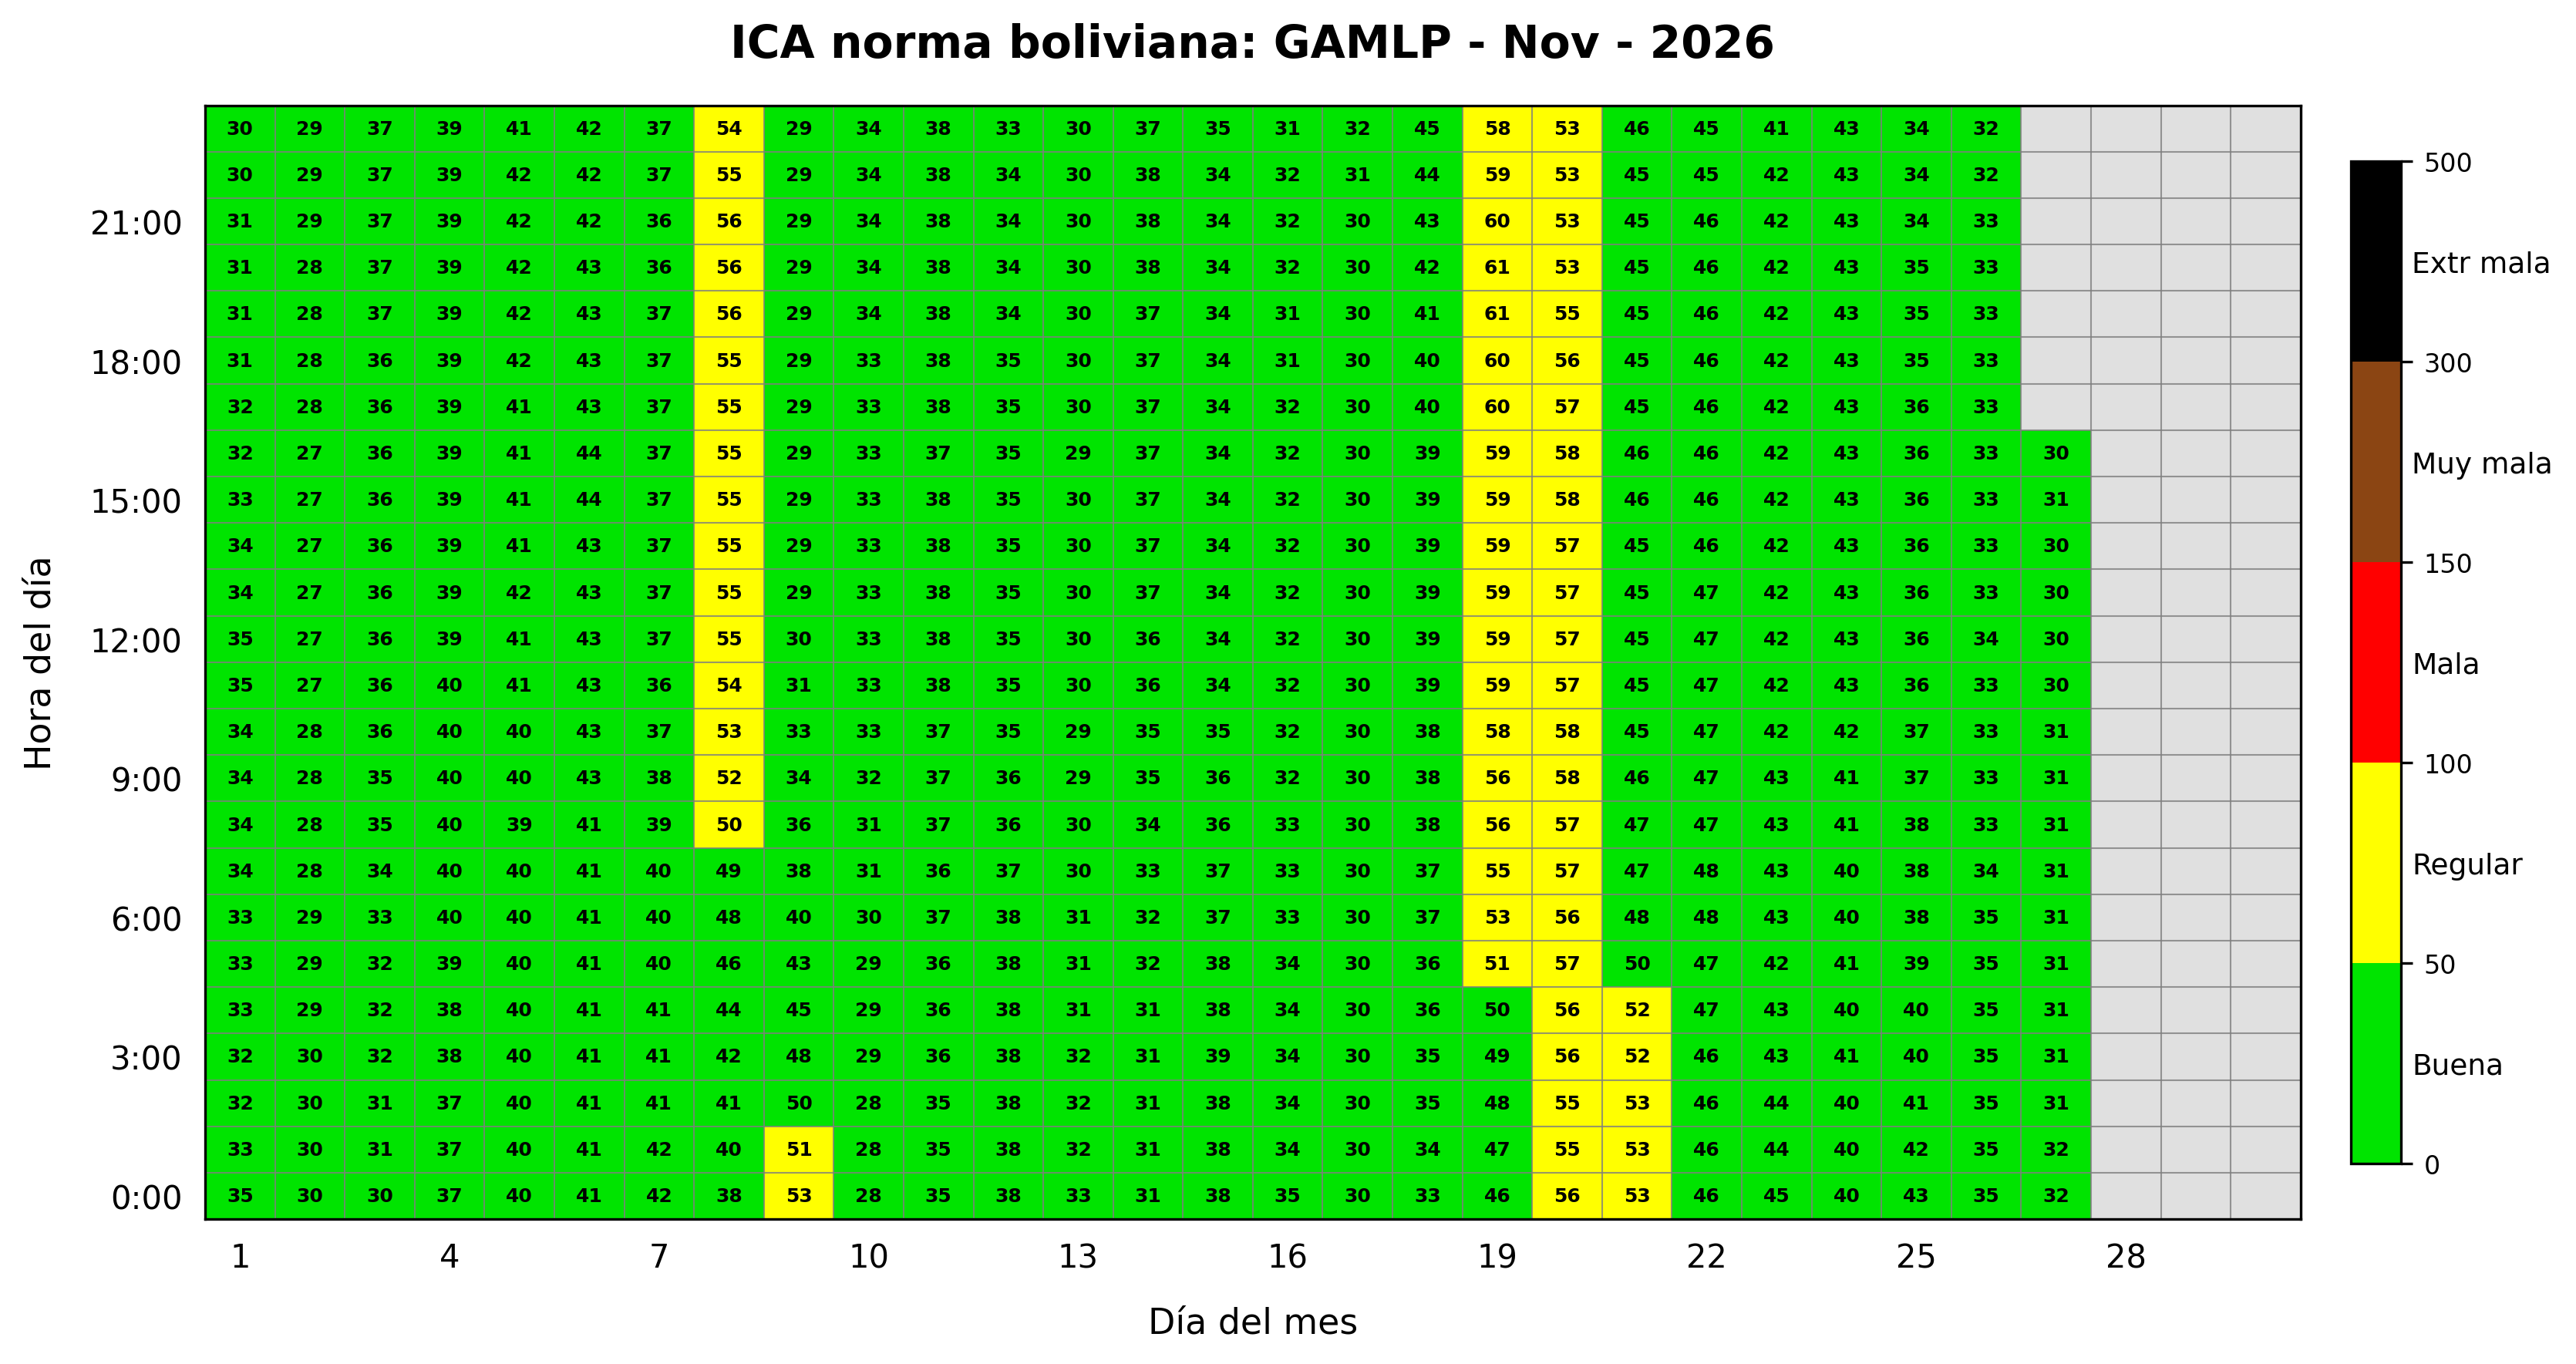 ICA norma boliviana: GAMLP - Nov - 2026
30 29 37 39 41 42 37 54 29 34 38 33 30 37 35 31 32 45 58 53 46 45 41 43 34 32
30 29 37 39 42 42 37 55 29 34 38 34 30 38 34 32 31 44 59 53 45 45 42 43 34 32
21:00 31 29 37 39 42 42 36 56 29 34 38 34 30 38 34 32 30 43 60 53 45 46 42 43 34 33
31 28 37 39 42 43 36 56 29 34 38 34 30 38 34 32 30 42 61 53 45 46 42 43 35 33
31 28 37 39 42 43 37 56 29 34 38 34 30 37 34 31 30 41 61 55 45 46 42 43 35 33
18:00 31 28 36 39 42 43 37 55 29 33 38 35 30 37 34 31 30 40 60 56 45 46 42 43 35 33
32 28 36 39 41 43 37 55 29 33 38 35 30 37 34 32 30 40 60 57 45 46 42 43 36 33
32 27 36 39 41 44 37 55 29 33 37 35 29 37 34 32 30 39 59 58 46 46 42 43 36 33 30
15:00 33 27 36 39 41 44 37 55 29 33 38 35 30 37 34 32 30 39 59 58 46 46 42 43 36 33 31
34 27 36 39 41 43 37 55 29 33 38 35 30 37 34 32 30 39 59 57 45 46 42 43 36 33 30
34 27 36 39 42 43 37 55 29 33 38 35 30 37 34 32 30 39 59 57 45 47 42 43 36 33 30
12:00 35 27 36 39 41 43 37 55 30 33 38 35 30 36 34 32 30 39 59 57 45 47 42 43 36 34 30
35 27 36 40 41 43 36 54 31 33 38 35 30 36 34 32 30 39 59 57 45 47 42 43 36 33 30
34 28 36 40 40 43 37 53 33 33 37 35 29 35 35 32 30 38 58 58 45 47 42 42 37 33 31
9:00 34 28 35 40 40 43 38 52 34 32 37 36 29 35 36 32 30 38 56 58 46 47 43 41 37 33 31
34 28 35 40 39 41 39 50 36 31 37 36 30 34 36 33 30 38 56 57 47 47 43 41 38 33 31
34 28 34 40 40 41 40 49 38 31 36 37 30 33 37 33 30 37 55 57 47 48 43 40 38 34 31
6:00 33 29 33 40 40 41 40 48 40 30 37 38 31 32 37 33 30 37 53 56 48 48 43 40 38 35 31
33 29 32 39 40 41 40 46 43 29 36 38 31 32 38 34 30 36 51 57 50 47 42 41 39 35 31
33 29 32 38 40 41 41 44 45 29 36 38 31 31 38 34 30 36 50 56 52 47 43 40 40 35 31
3:00 32 30 32 38 40 41 41 42 48 29 36 38 32 31 39 34 30 35 49 56 52 46 43 41 40 35 31
32 30 31 37 40 41 41 41 50 28 35 38 32 31 38 34 30 35 48 55 53 46 44 40 41 35 31
33 30 31 37 40 41 42 40 51 28 35 38 32 31 38 34 30 34 47 55 53 46 44 40 42 35 32
0:00 35 30 30 37 40 41 42 38 53 28 35 38 33 31 38 35 30 33 46 56 53 46 45 40 43 35 32
1 4 7 10 13 16 19 22 25 28
Día del mes
Hora del día
500
Extr mala
300
Muy mala
150
Mala
100
Regular
50
Buena
0